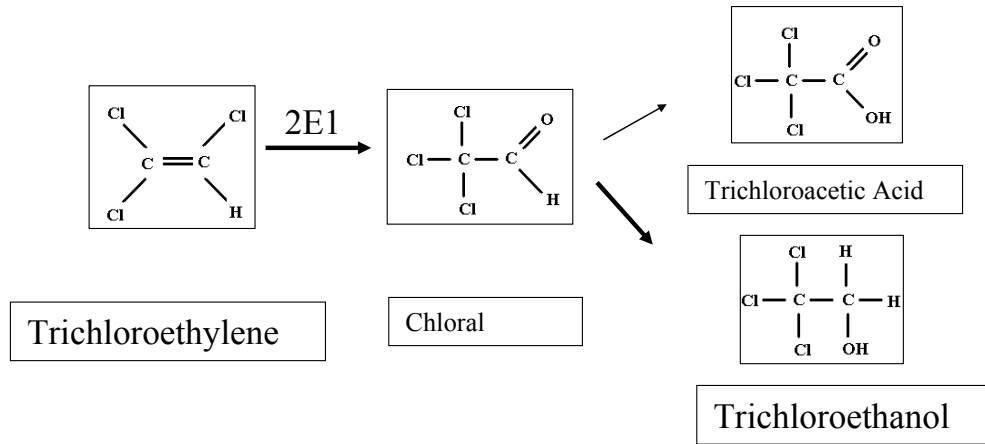 Cl
Cl
C
C
Cl
H
Trichloroethylene
2E1
Cl
O
Cl
C
C
Cl
H
Chloral
Cl
O
Cl
C
C
Cl
OH
Trichloroacetic Acid
Cl
H
Cl
C
C
H
Cl
OH
Trichloroethanol